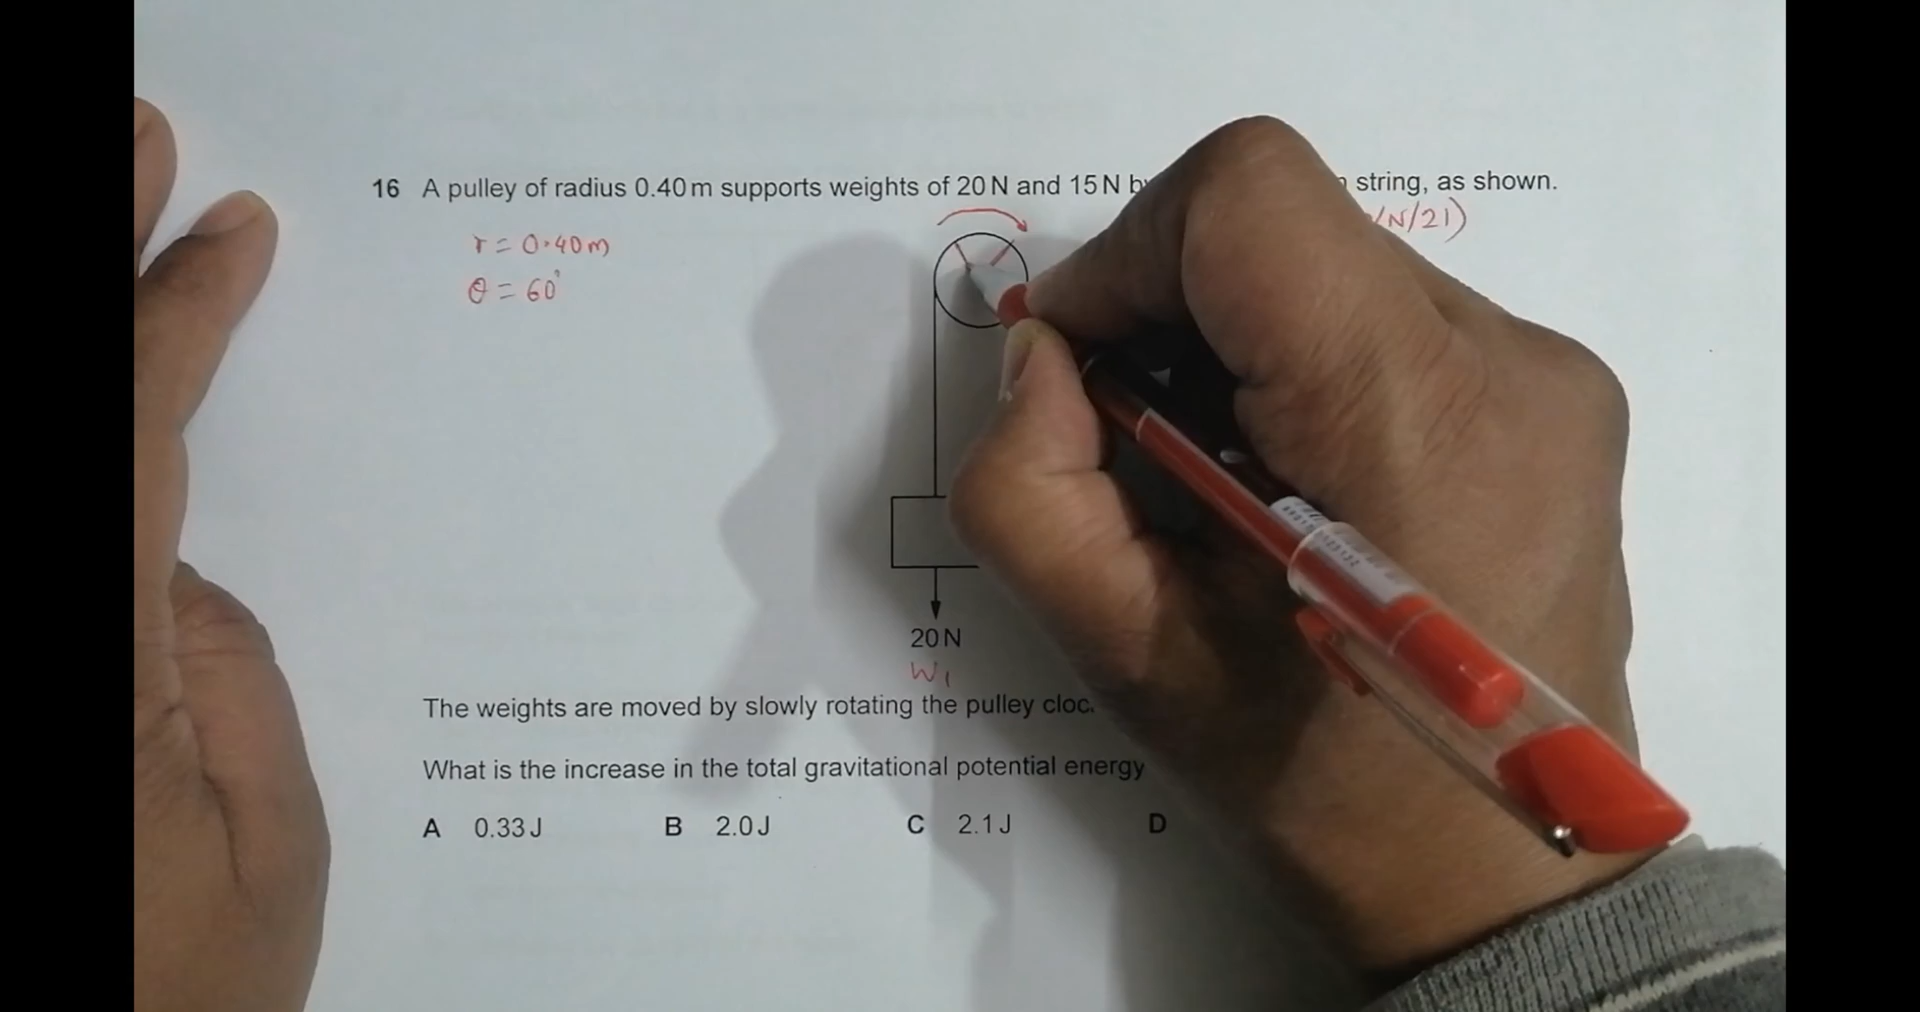 16 A pulley of radius 0.40 m supports weights of 20 N and 15 N string, as shown.
/N/21)
r = 0.40m
θ = 60°
20 N
W1
The weights are moved by slowly rotating the pulley
What is the increase in the total gravitational potential energy
A 0.33 J B 2.0 J C 2.1 J D